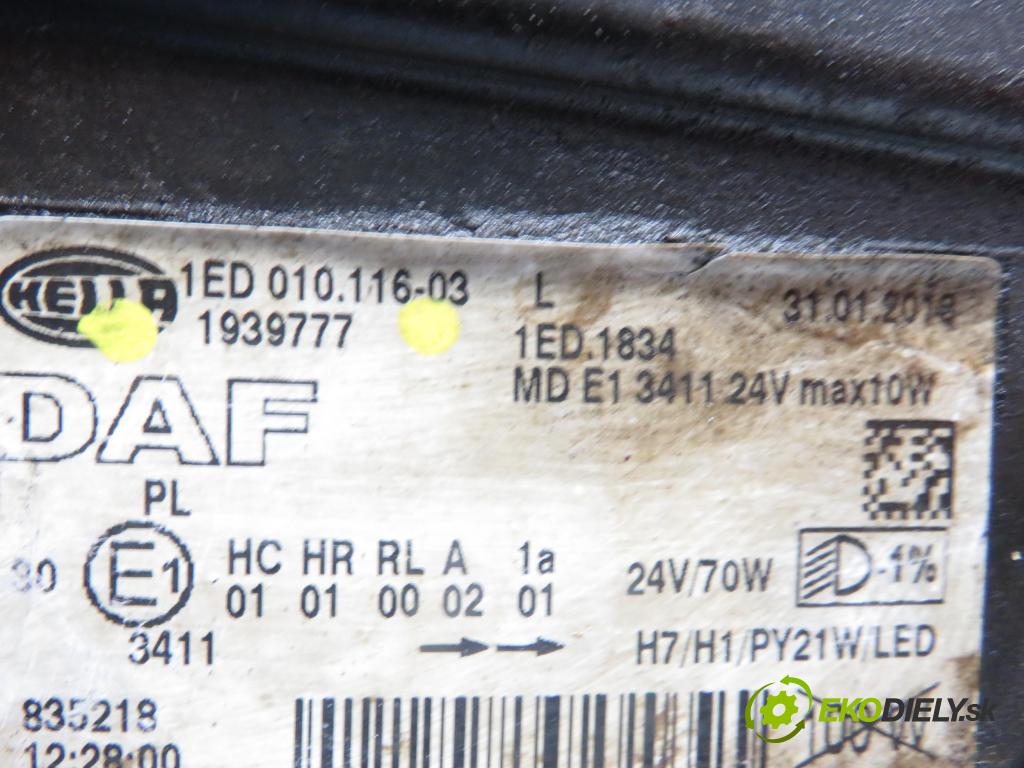 HELLA 1ED 010.116-03 L 31.01.2018
1939777 1ED.1834
MD E1 3411 24V max10W
DAF
PL
30 E1 HC HR RL A 1a 24V/70W -1%
01 01 00 02 01
3411 H7/H1/PY21W/LED
835218
12:28:00
EKODIELY.sk